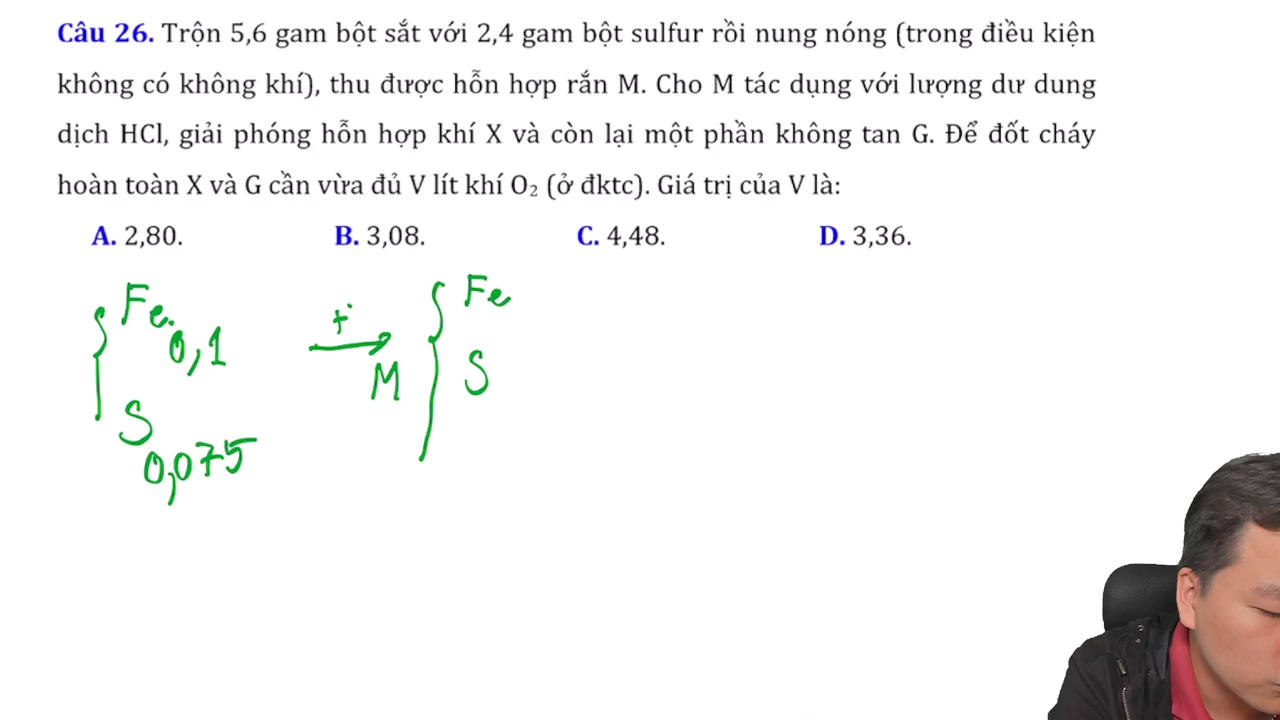 Câu 26. Trộn 5,6 gam bột sắt với 2,4 gam bột sulfur rồi nung nóng (trong điều kiện
không có không khí), thu được hỗn hợp rắn M. Cho M tác dụng với lượng dư dung
dịch HCl, giải phóng hỗn hợp khí X và còn lại một phần không tan G. Để đốt cháy
hoàn toàn X và G cần vừa đủ V lít khí O₂ (ở đktc). Giá trị của V là:
A. 2,80. B. 3,08. C. 4,48. D. 3,36.
Fe 0,1
S 0,075
t°
M
Fe
S